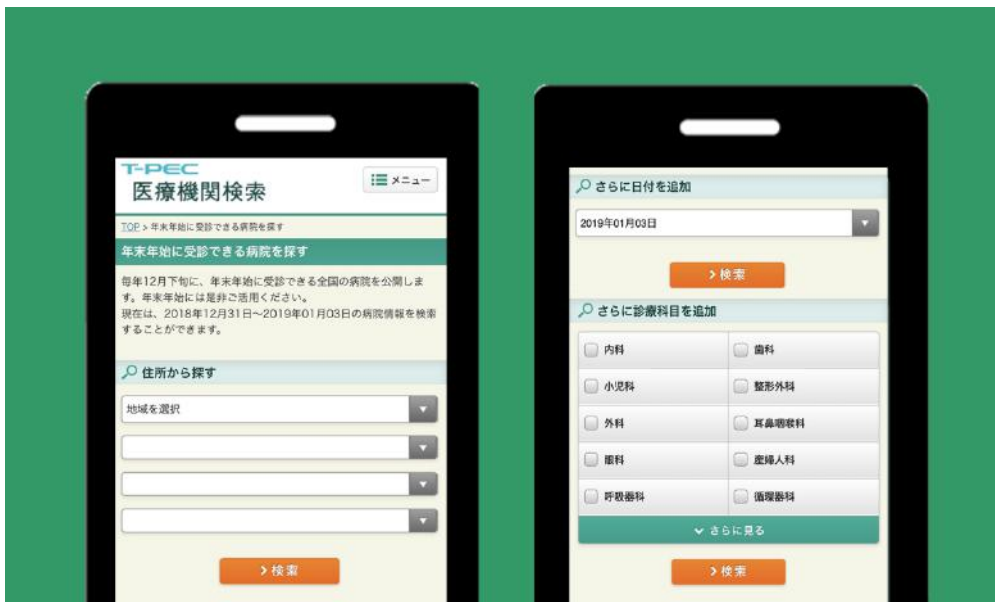 T-PEC
医療機関検索
メニュー
TOP > 年末年始に受診できる病院を探す
年末年始に受診できる病院を探す
毎年12月下旬に、年末年始に受診できる全国の病院を公開しま
す。年末年始には是非ご活用ください。
現在は、2018年12月31日～2019年01月03日の病院情報を検索
することができます。
住所から探す
地域を選択
検索
さらに日付を追加
2019年01月03日
検索
さらに診療科目を追加
内科
歯科
小児科
整形外科
外科
耳鼻咽喉科
眼科
産婦人科
呼吸器科
循環器科
さらに見る
検索